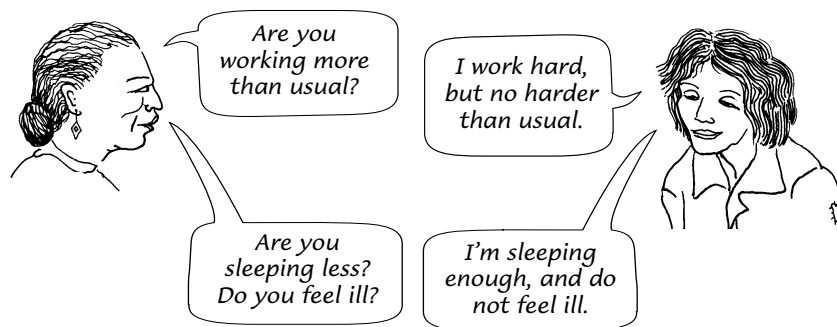 Are you
working more
than usual?
I work hard,
but no harder
than usual.
Are you
sleeping less?
Do you feel ill?
I'm sleeping
enough, and do
not feel ill.